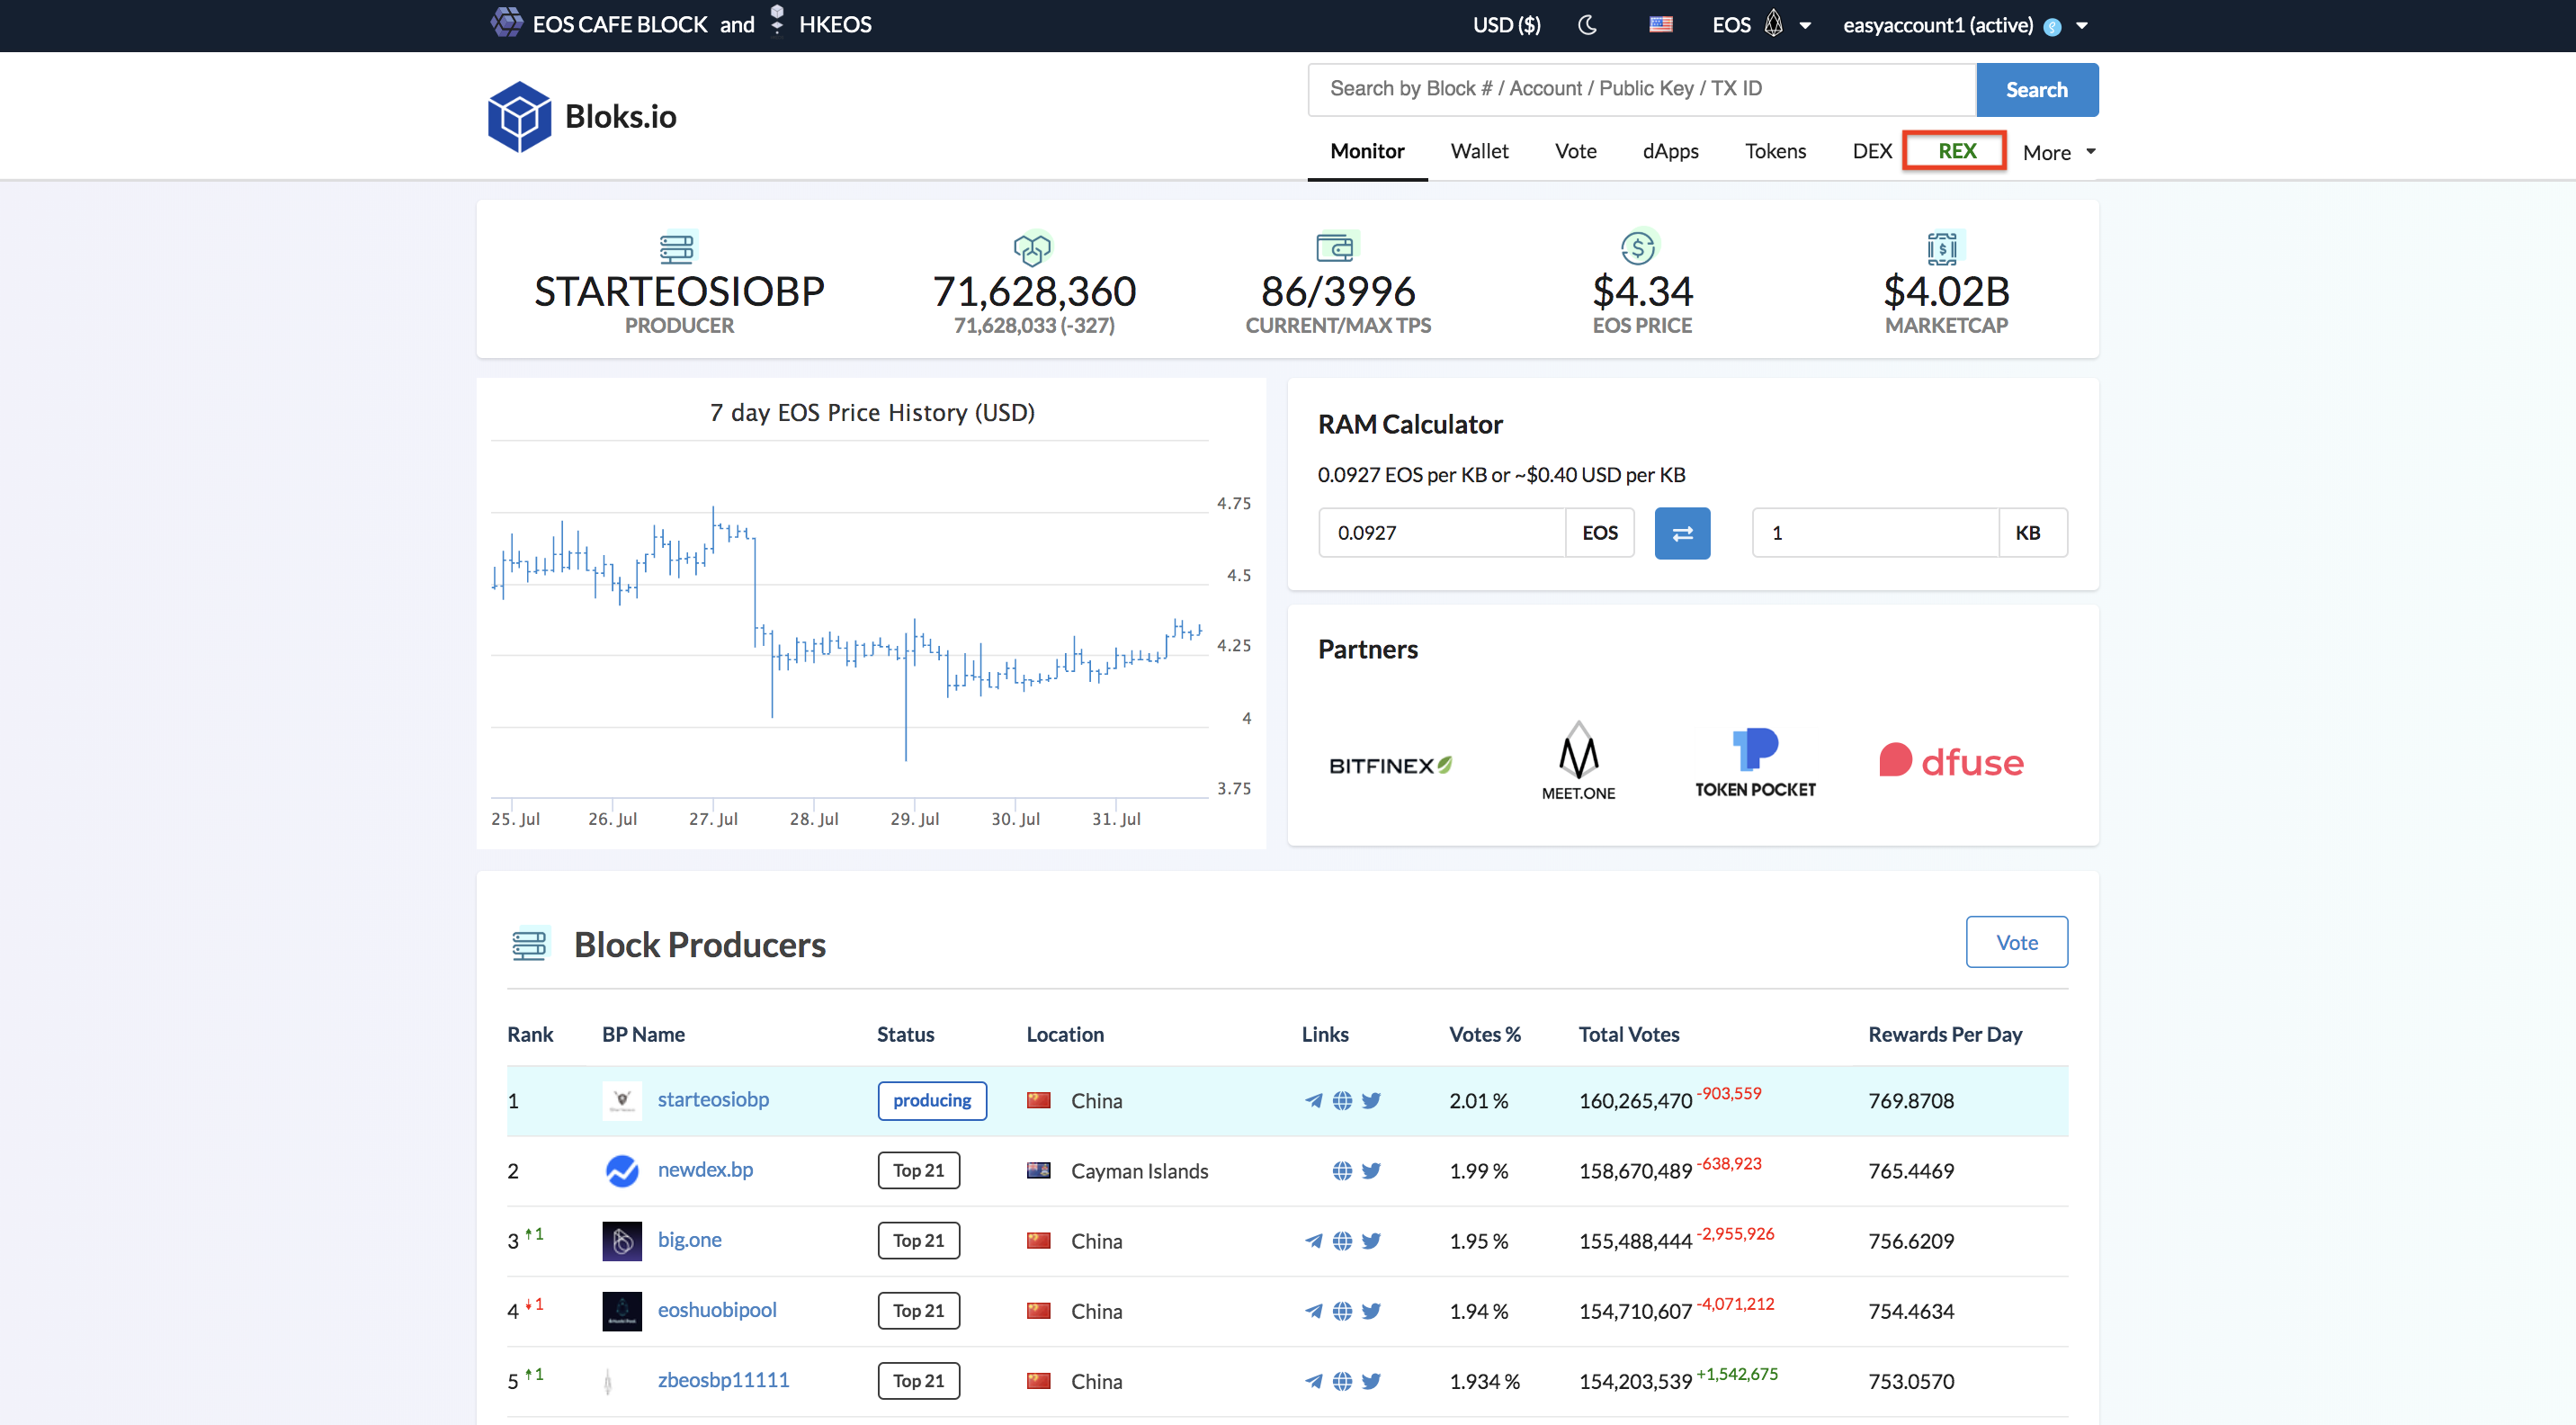 EOS CAFE BLOCK and HKEOS
USD ($) EOS easyaccount1 (active)
Bloks.io
Search by Block # / Account / Public Key / TX ID Search
Monitor Wallet Vote dApps Tokens DEX REX More
STARTEOSIOBP 71,628,360 86/3996 $4.34 $4.02B
PRODUCER 71,628,033 (-327) CURRENT/MAX TPS EOS PRICE MARKETCAP
7 day EOS Price History (USD)
4.75
4.5
4.25
4
3.75
25. Jul 26. Jul 27. Jul 28. Jul 29. Jul 30. Jul 31. Jul
RAM Calculator
0.0927 EOS per KB or ~$0.40 USD per KB
0.0927 EOS 1 KB
Partners
BITFINEX
MEET.ONE
TOKEN POCKET
dfuse
Block Producers Vote
Rank BP Name Status Location Links Votes % Total Votes Rewards Per Day
1 starteosiobp producing China 2.01 % 160,265,470 -903,559 769.8708
2 newdex.bp Top 21 Cayman Islands 1.99 % 158,670,489 -638,923 765.4469
3 1 big.one Top 21 China 1.95 % 155,488,444 -2,955,926 756.6209
4 1 eoshuobipool Top 21 China 1.94 % 154,710,607 -4,071,212 754.4634
5 1 zbeosbp11111 Top 21 China 1.934 % 154,203,539 +1,542,675 753.0570